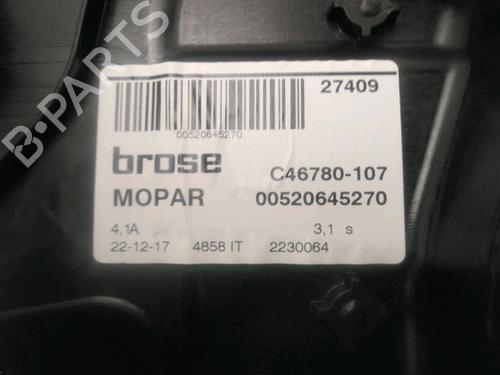 B-PARTS
27409
00520645270
brose
C46780-107
MOPAR
00520645270
4,1A
3,1 s
22-12-17 4858 IT 2230064